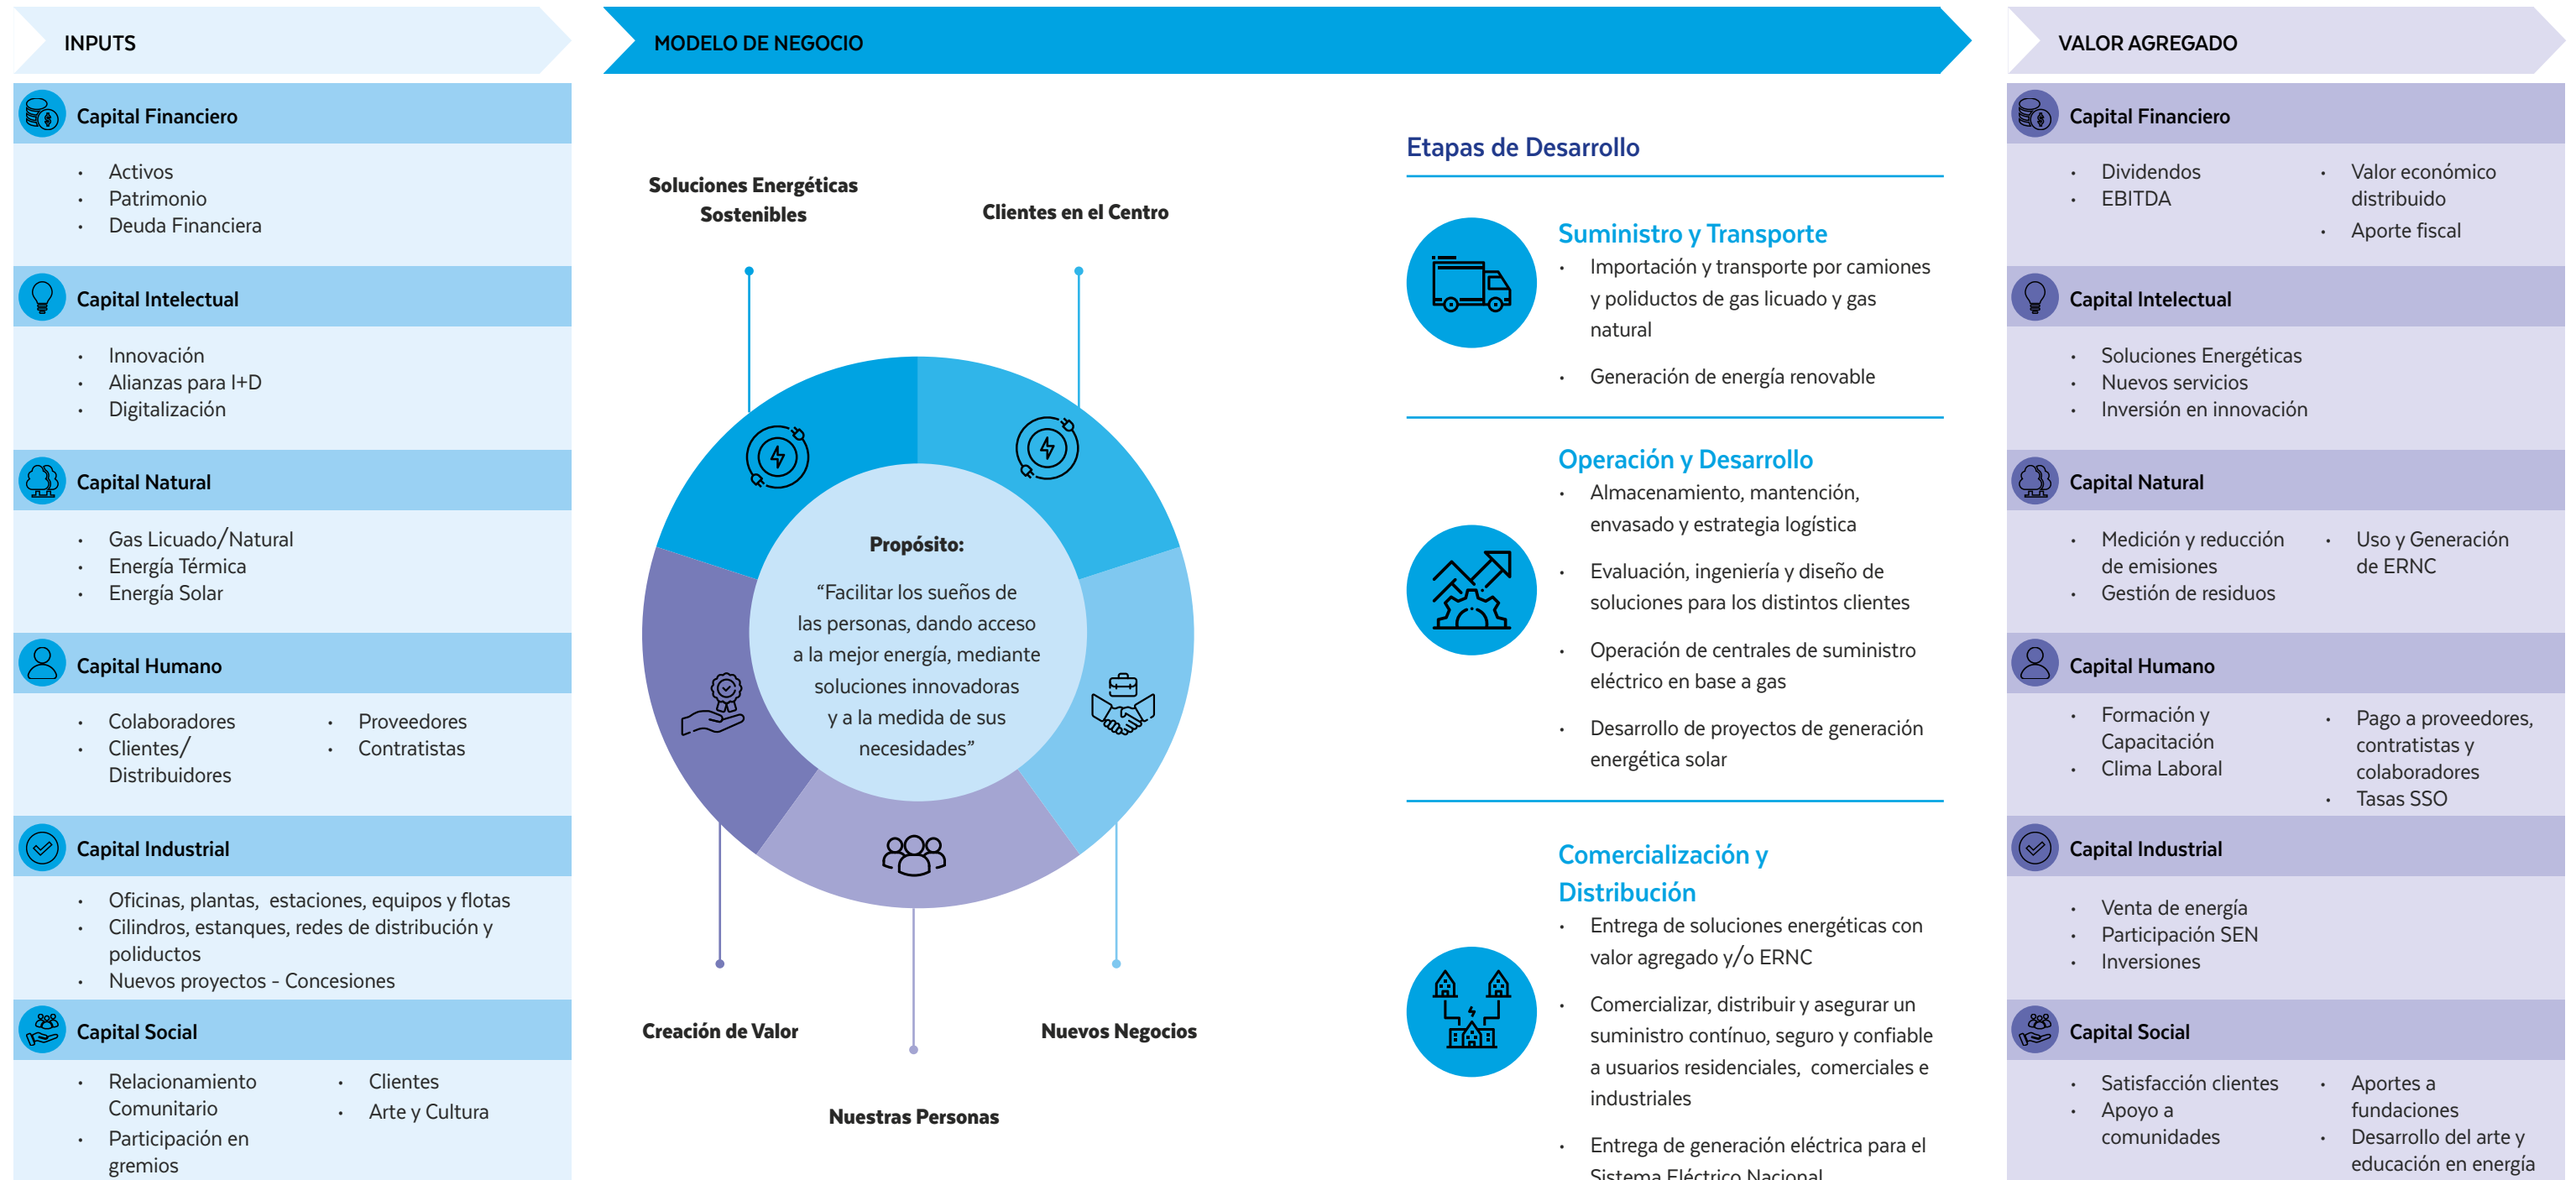 INPUTS
Capital Financiero
• Activos
• Patrimonio
• Deuda Financiera
Capital Intelectual
• Innovación
• Alianzas para I+D
• Digitalización
Capital Natural
• Gas Licuado/Natural
• Energía Térmica
• Energía Solar
Capital Humano
• Colaboradores
• Clientes/
Distribuidores
• Proveedores
• Contratistas
Capital Industrial
• Oficinas, plantas, estaciones, equipos y flotas
• Cilindros, estanques, redes de distribución y
poliductos
• Nuevos proyectos - Concesiones
Capital Social
• Relacionamiento
Comunitario
• Participación en
gremios
• Clientes
• Arte y Cultura
MODELO DE NEGOCIO
Soluciones Energéticas
Sostenibles
Clientes en el Centro
Propósito:
“Facilitar los sueños de
las personas, dando acceso
a la mejor energía, mediante
soluciones innovadoras
y a la medida de sus
necesidades”
Creación de Valor
Nuevos Negocios
Nuestras Personas
Etapas de Desarrollo
Suministro y Transporte
• Importación y transporte por camiones
y poliductos de gas licuado y gas
natural
• Generación de energía renovable
Operación y Desarrollo
• Almacenamiento, mantención,
envasado y estrategia logística
• Evaluación, ingeniería y diseño de
soluciones para los distintos clientes
• Operación de centrales de suministro
eléctrico en base a gas
• Desarrollo de proyectos de generación
energética solar
Comercialización y
Distribución
• Entrega de soluciones energéticas con
valor agregado y/o ERNC
• Comercializar, distribuir y asegurar un
suministro contínuo, seguro y confiable
a usuarios residenciales, comerciales e
industriales
• Entrega de generación eléctrica para el
Sistema Eléctrico Nacional
VALOR AGREGADO
Capital Financiero
• Dividendos
• EBITDA
• Valor económico
distribuido
• Aporte fiscal
Capital Intelectual
• Soluciones Energéticas
• Nuevos servicios
• Inversión en innovación
Capital Natural
• Medición y reducción
de emisiones
• Gestión de residuos
• Uso y Generación
de ERNC
Capital Humano
• Formación y
Capacitación
• Clima Laboral
• Pago a proveedores,
contratistas y
colaboradores
• Tasas SSO
Capital Industrial
• Venta de energía
• Participación SEN
• Inversiones
Capital Social
• Satisfacción clientes
• Apoyo a
comunidades
• Aportes a
fundaciones
• Desarrollo del arte y
educación en energía